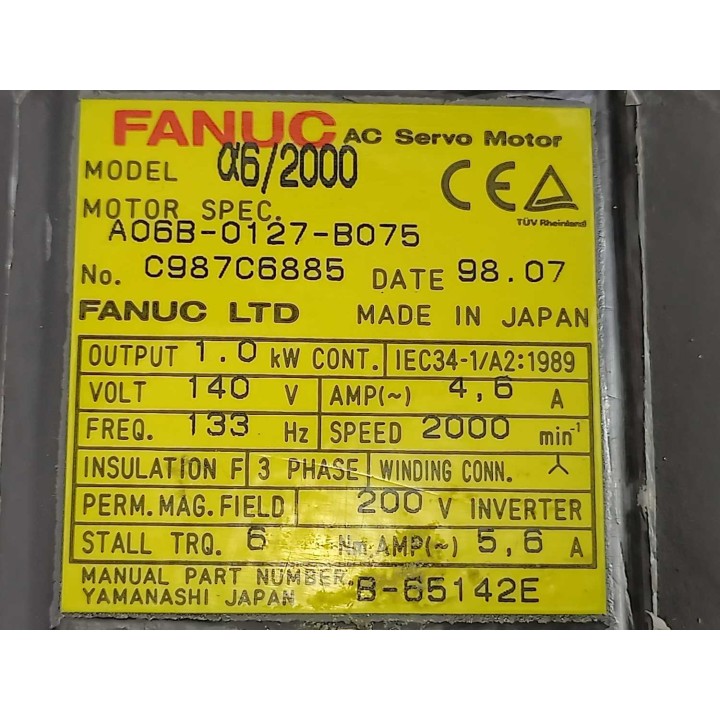 FANUC AC Servo Motor
MODEL α6/2000
CE TÜV Rheinland
MOTOR SPEC.
A06B-0127-B075
No. C987C6885 DATE 98.07
FANUC LTD MADE IN JAPAN
OUTPUT 1.0 kW CONT. IEC34-1/A2:1989
VOLT 140 V AMP(~) 4,6 A
FREQ. 133 Hz SPEED 2000 min⁻¹
INSULATION F 3 PHASE WINDING CONN.
PERM.MAG.FIELD 200 V INVERTER
STALL TRQ. 6 Nm AMP(~) 5,6 A
MANUAL PART NUMBER. B-65142E
YAMANASHI JAPAN